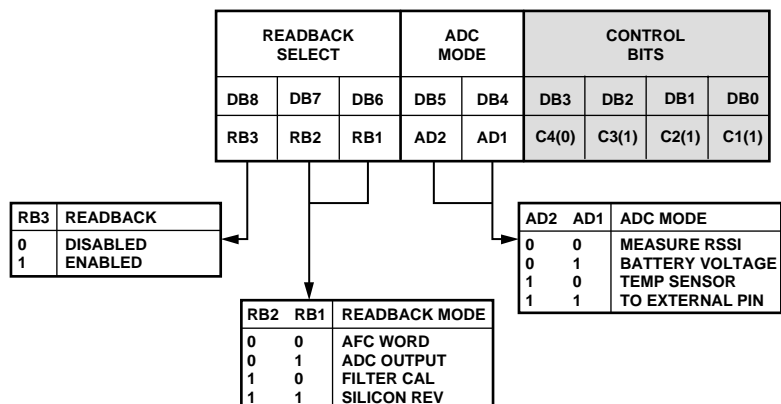 READBACK SELECT ADC MODE CONTROL BITS
DB8 DB7 DB6 DB5 DB4 DB3 DB2 DB1 DB0
RB3 RB2 RB1 AD2 AD1 C4(0) C3(1) C2(1) C1(1)
RB3 READBACK
0 DISABLED
1 ENABLED
AD2 AD1 ADC MODE
0 0 MEASURE RSSI
0 1 BATTERY VOLTAGE
1 0 TEMP SENSOR
1 1 TO EXTERNAL PIN
RB2 RB1 READBACK MODE
0 0 AFC WORD
0 1 ADC OUTPUT
1 0 FILTER CAL
1 1 SILICON REV